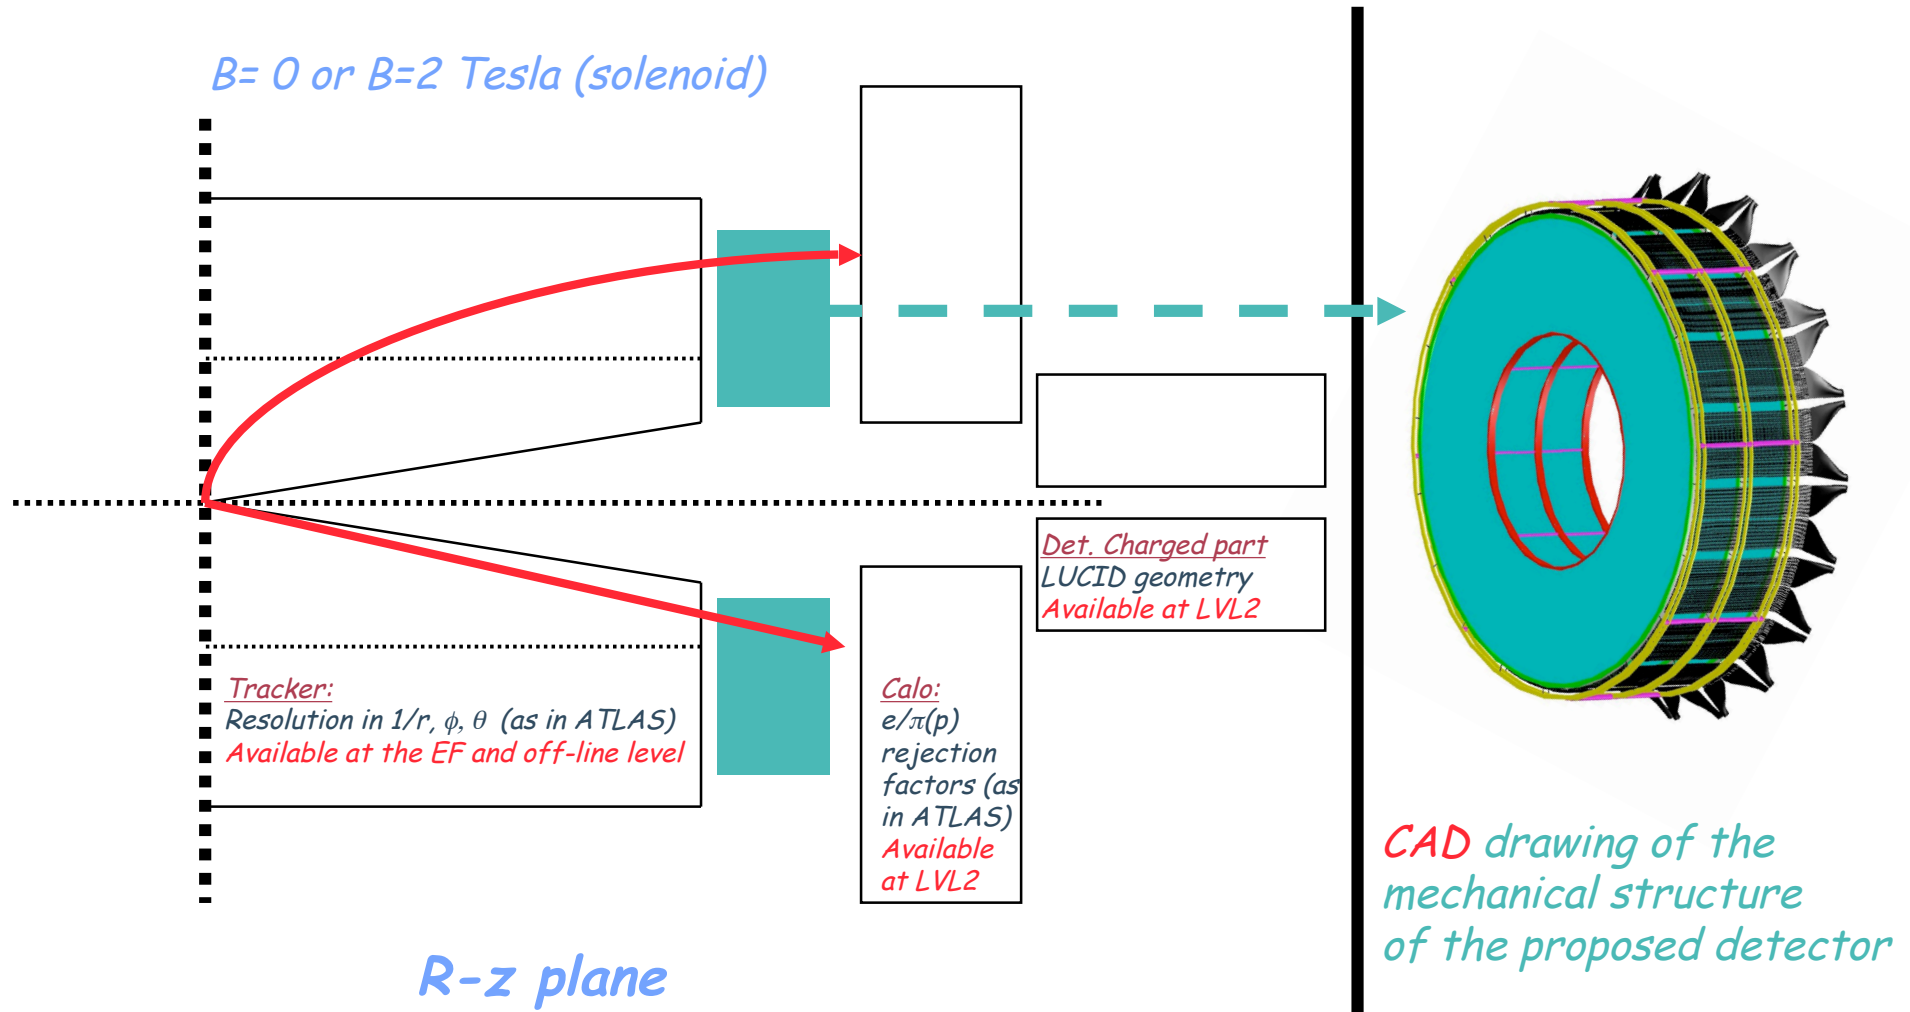 B= 0 or B=2 Tesla (solenoid)
Det. Charged part
LUCID geometry
Available at LVL2
Tracker:
Resolution in 1/r, ϕ, θ (as in ATLAS)
Available at the EF and off-line level
Calo:
e/π(p)
rejection
factors (as
in ATLAS)
Available
at LVL2
R-z plane
CAD drawing of the
mechanical structure
of the proposed detector